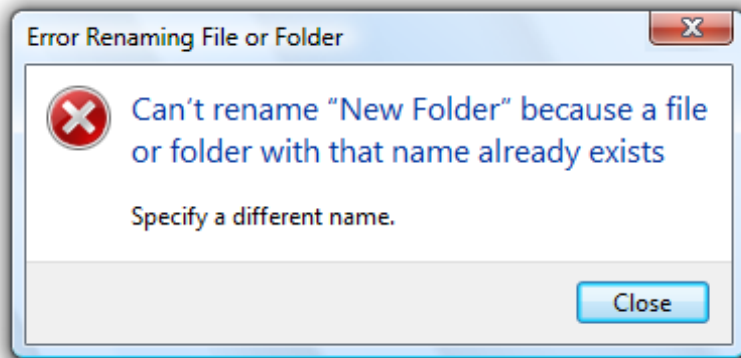 Error Renaming File or Folder
Can't rename “New Folder” because a file
or folder with that name already exists
Specify a different name.
Close